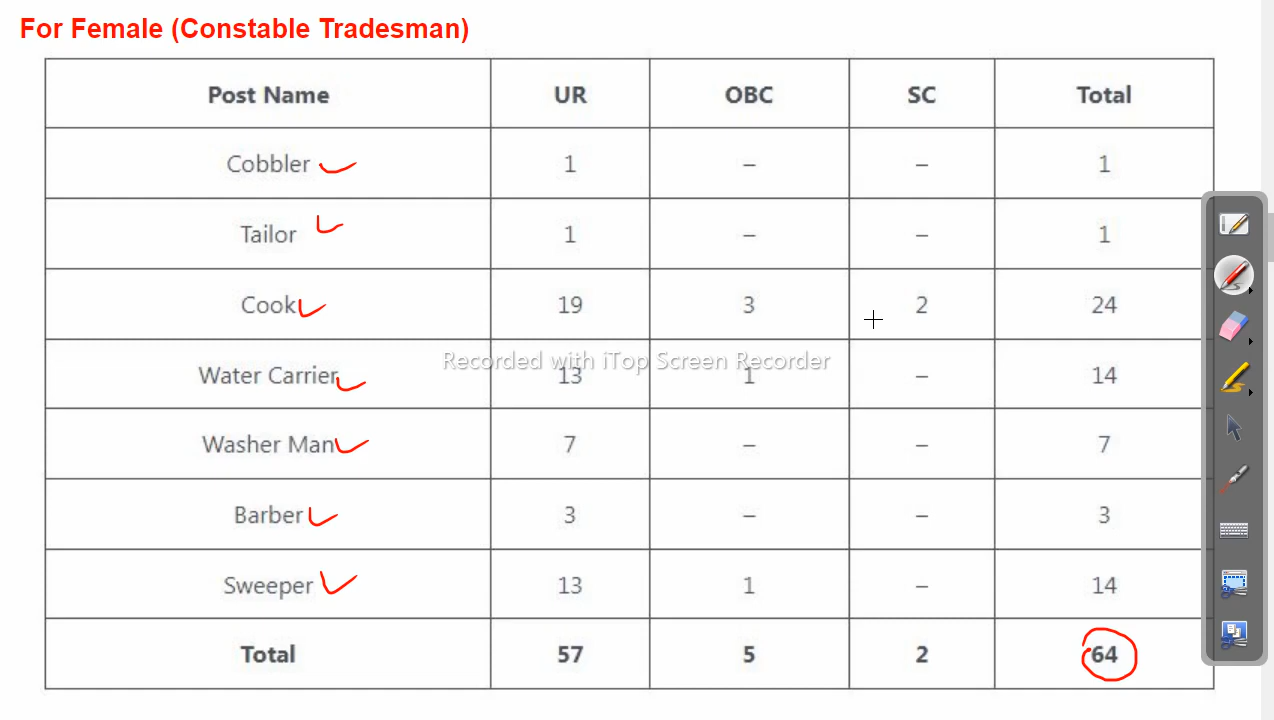 For Female (Constable Tradesman)
Post Name UR OBC SC Total
Cobbler 1 – – 1
Tailor 1 – – 1
Cook 19 3 2 24
Recorded with iTop Screen Recorder
Water Carrier 13 1 – 14
Washer Man 7 – – 7
Barber 3 – – 3
Sweeper 13 1 – 14
Total 57 5 2 64